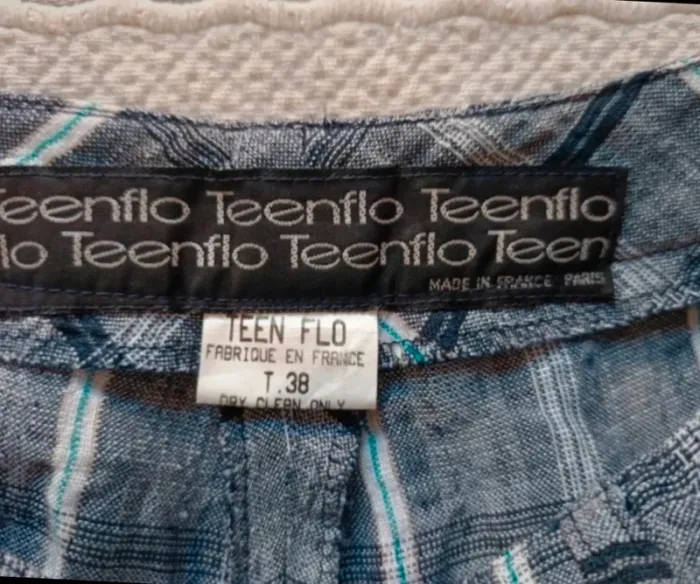 Teenflo Teenflo Teenflo
flo Teenflo Teenflo Teen
MADE IN FRANCE PARIS
TEEN FLO
FABRIQUE EN FRANCE
T.38
DRY CLEAN ONLY